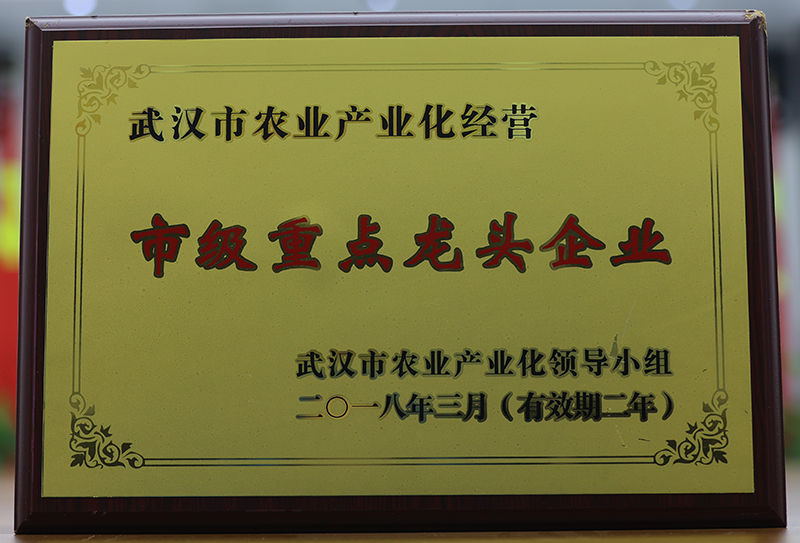 武汉市农业产业化经营
市级重点龙头企业
武汉市农业产业化领导小组
二〇一八年三月（有效期二年）